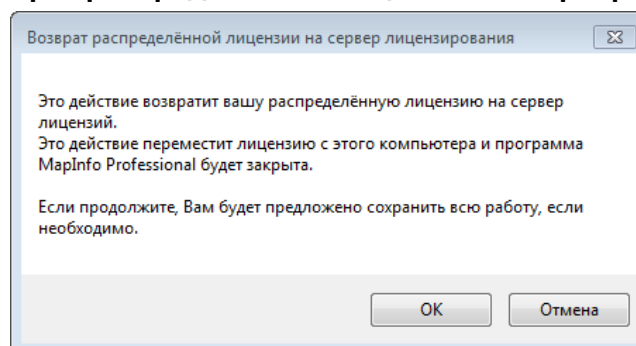 Возврат распределённой лицензии на сервер лицензирования
Это действие возвратит вашу распределённую лицензию на сервер
лицензий.
Это действие переместит лицензию с этого компьютера и программа
MapInfo Professional будет закрыта.
Если продолжите, Вам будет предложено сохранить всю работу, если
необходимо.
ОК
Отмена